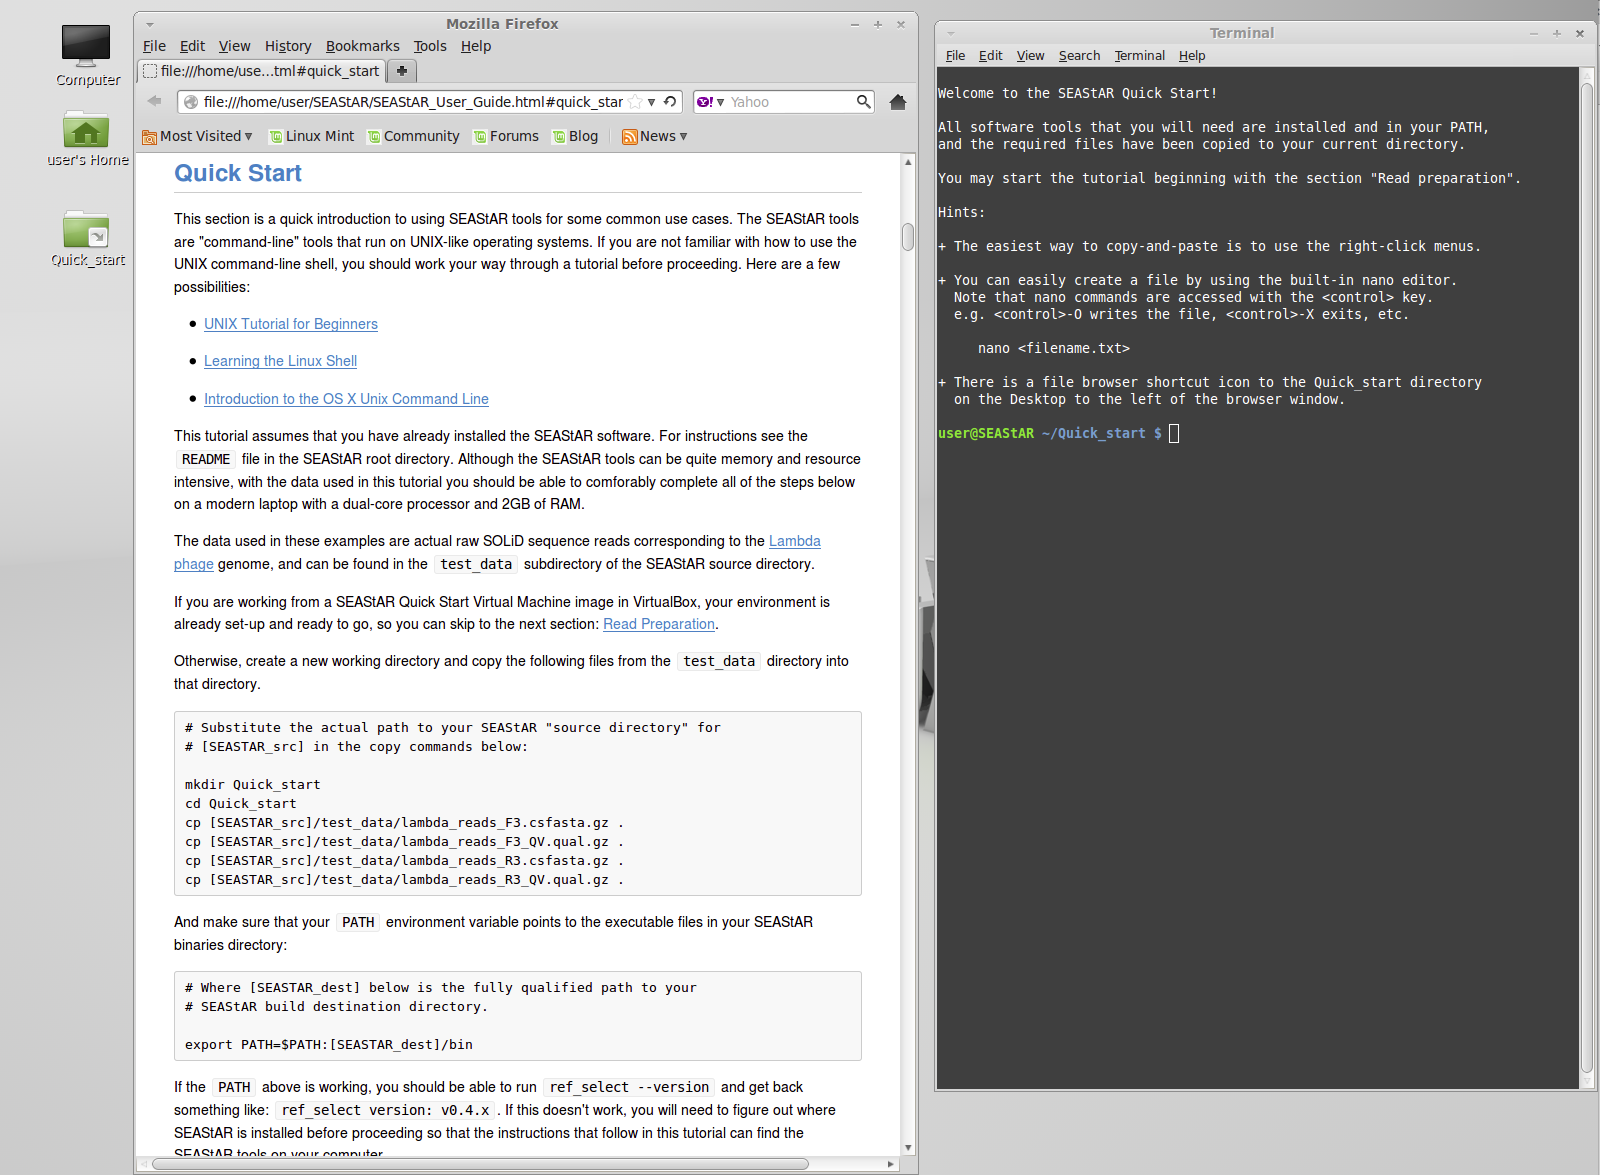 Computer
user's Home
Quick_start
Mozilla Firefox
File Edit View History Bookmarks Tools Help
file:///home/use...tml#quick_start
file:///home/user/SEAStAR/SEAStAR_User_Guide.html#quick_star
Yahoo
Most Visited Linux Mint Community Forums Blog News
Quick Start
This section is a quick introduction to using SEAStAR tools for some common use cases. The SEAStAR tools
are "command-line" tools that run on UNIX-like operating systems. If you are not familiar with how to use the
UNIX command-line shell, you should work your way through a tutorial before proceeding. Here are a few
possibilities:
• UNIX Tutorial for Beginners
• Learning the Linux Shell
• Introduction to the OS X Unix Command Line
This tutorial assumes that you have already installed the SEAStAR software. For instructions see the
README file in the SEAStAR root directory. Although the SEAStAR tools can be quite memory and resource
intensive, with the data used in this tutorial you should be able to comforably complete all of the steps below
on a modern laptop with a dual-core processor and 2GB of RAM.
The data used in these examples are actual raw SOLiD sequence reads corresponding to the Lambda
phage genome, and can be found in the test_data subdirectory of the SEAStAR source directory.
If you are working from a SEAStAR Quick Start Virtual Machine image in VirtualBox, your environment is
already set-up and ready to go, so you can skip to the next section: Read Preparation.
Otherwise, create a new working directory and copy the following files from the test_data directory into
that directory.
# Substitute the actual path to your SEAStAR "source directory" for
# [SEASTAR_src] in the copy commands below:
mkdir Quick_start
cd Quick_start
cp [SEASTAR_src]/test_data/lambda_reads_F3.csfasta.gz .
cp [SEASTAR_src]/test_data/lambda_reads_F3_QV.qual.gz .
cp [SEASTAR_src]/test_data/lambda_reads_R3.csfasta.gz .
cp [SEASTAR_src]/test_data/lambda_reads_R3_QV.qual.gz .
And make sure that your PATH environment variable points to the executable files in your SEAStAR
binaries directory:
# Where [SEASTAR_dest] below is the fully qualified path to your
# SEAStAR build destination directory.
export PATH=$PATH:[SEASTAR_dest]/bin
If the PATH above is working, you should be able to run ref_select --version and get back
something like: ref_select version: v0.4.x. If this doesn't work, you will need to figure out where
SEAStAR is installed before proceeding so that the instructions that follow in this tutorial can find the
SEAStAR tools on your computer.
Terminal
File Edit View Search Terminal Help
Welcome to the SEAStAR Quick Start!
All software tools that you will need are installed and in your PATH,
and the required files have been copied to your current directory.
You may start the tutorial beginning with the section "Read preparation".
Hints:
+ The easiest way to copy-and-paste is to use the right-click menus.
+ You can easily create a file by using the built-in nano editor.
Note that nano commands are accessed with the <control> key.
e.g. <control>-O writes the file, <control>-X exits, etc.
nano <filename.txt>
+ There is a file browser shortcut icon to the Quick_start directory
on the Desktop to the left of the browser window.
user@SEAStAR ~/Quick_start $